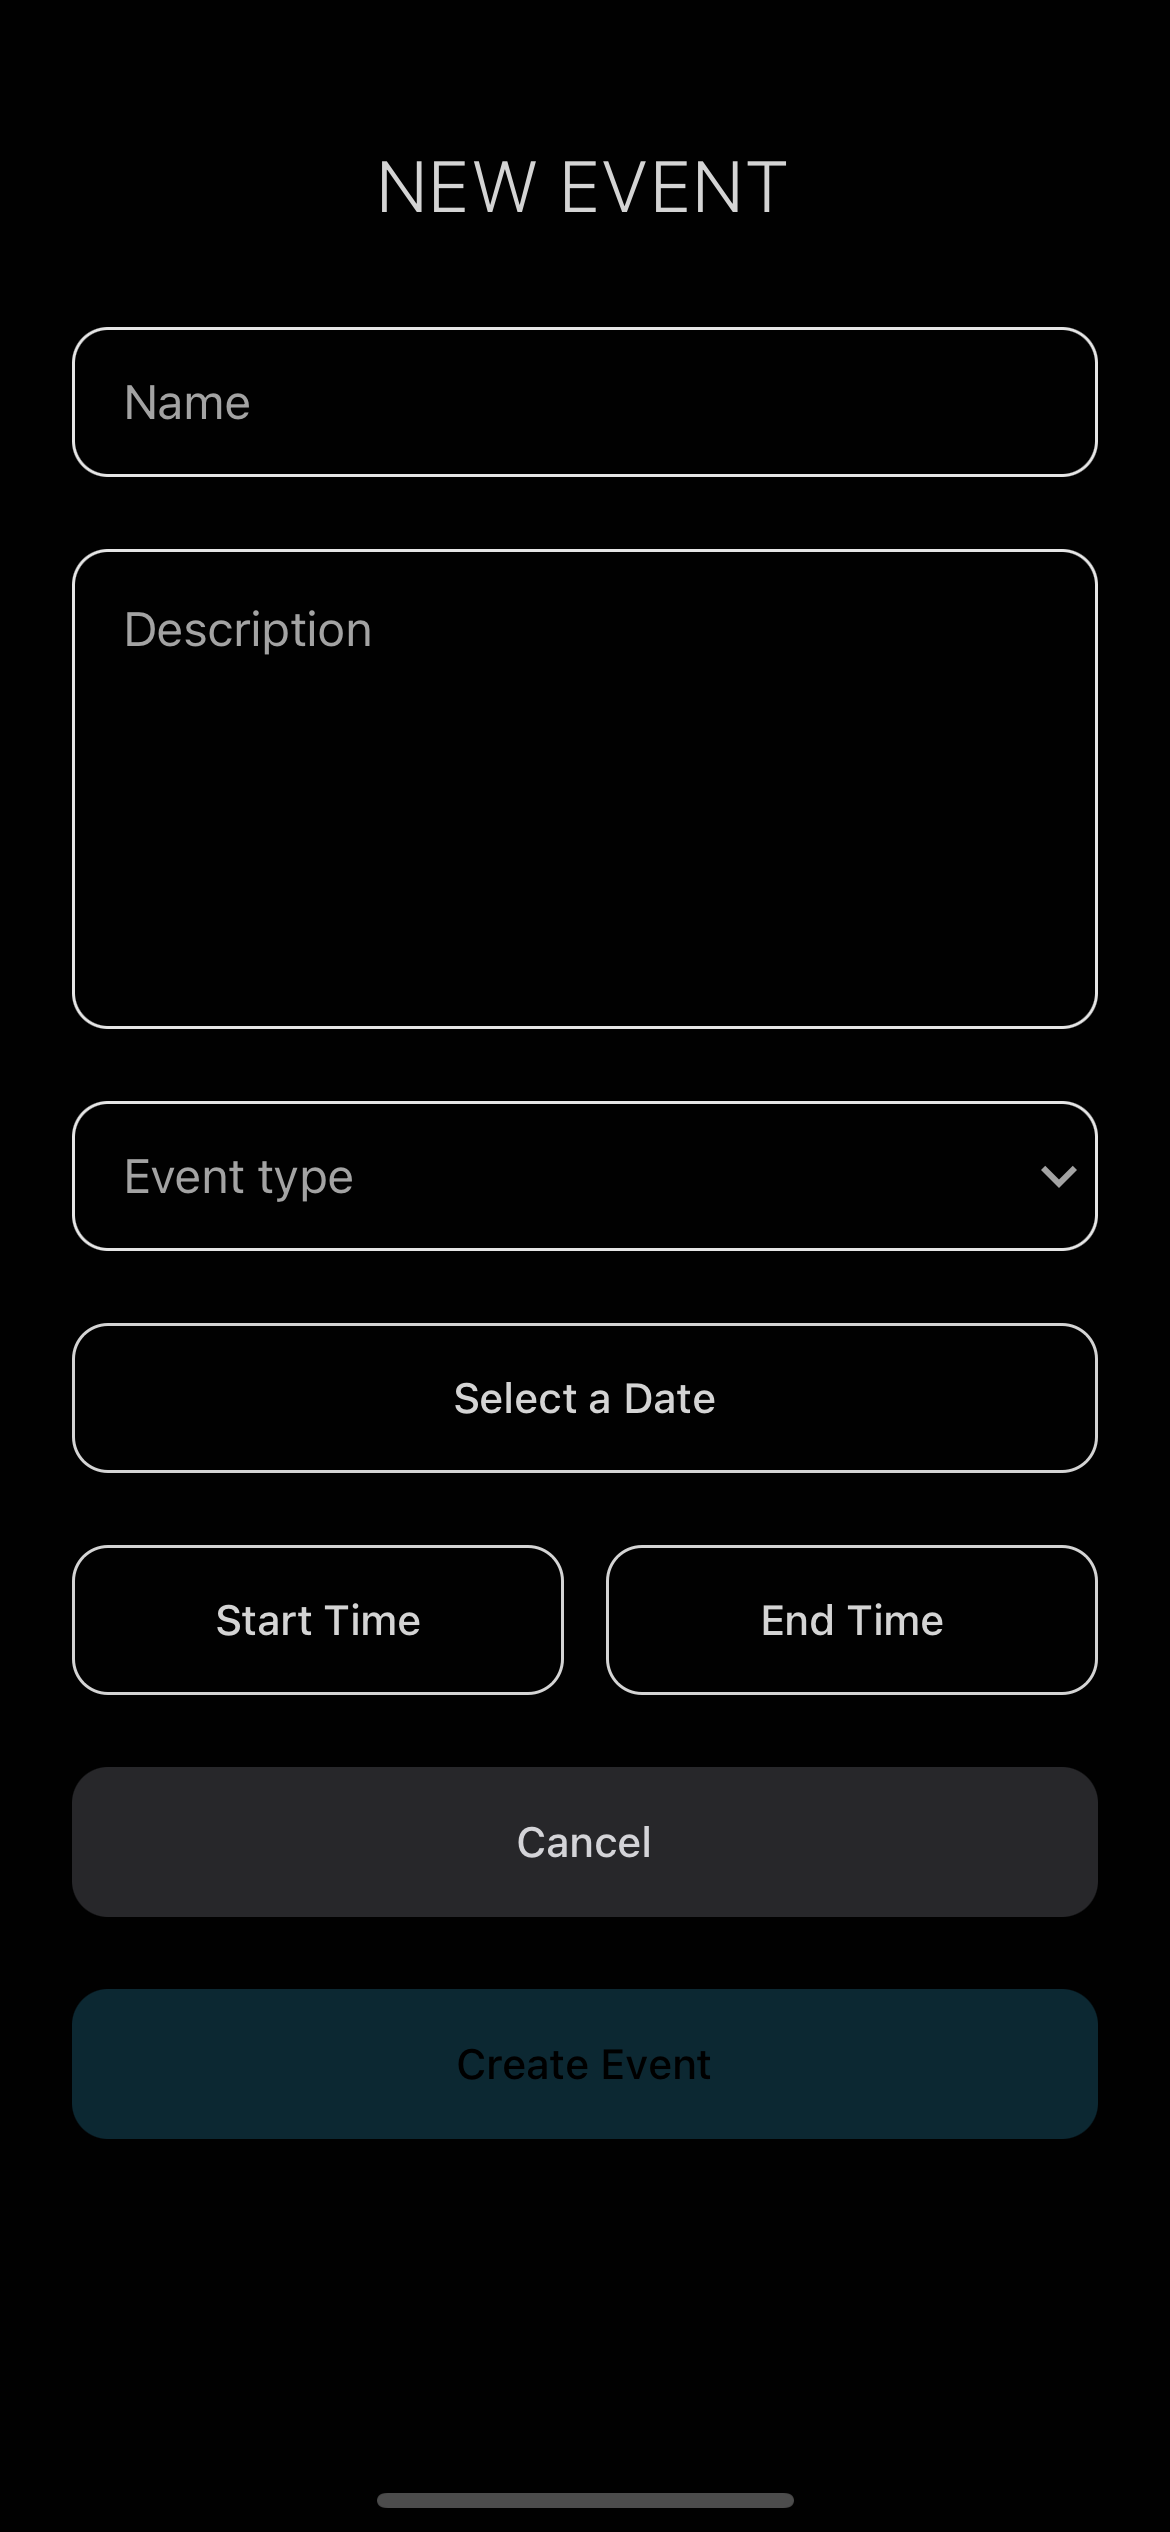 NEW EVENT
Name
Description
Event type
Select a Date
Start Time End Time
Cancel
Create Event